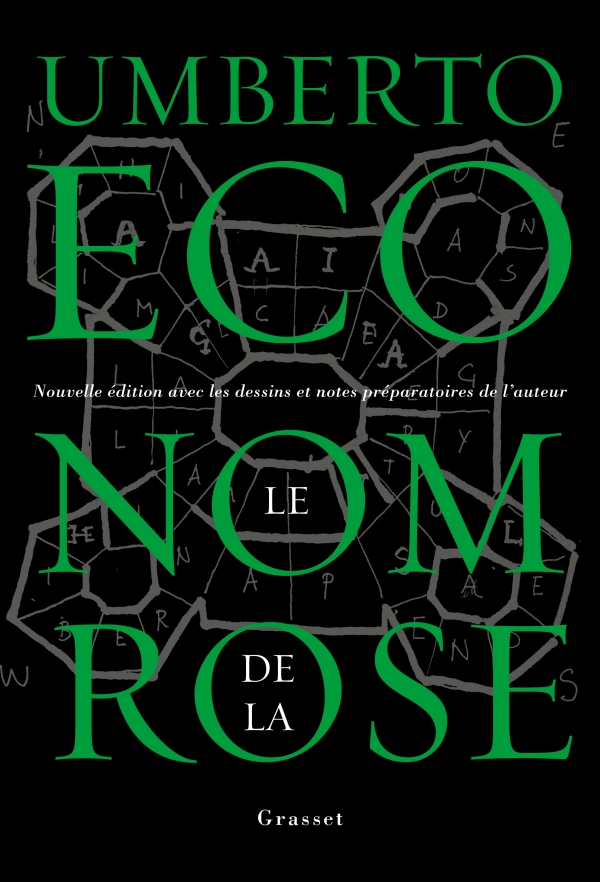 UMBERTO
ECO
Nouvelle édition avec les dessins et notes préparatoires de l'auteur
LE
NOM
DE
LA
ROSE
Grasset